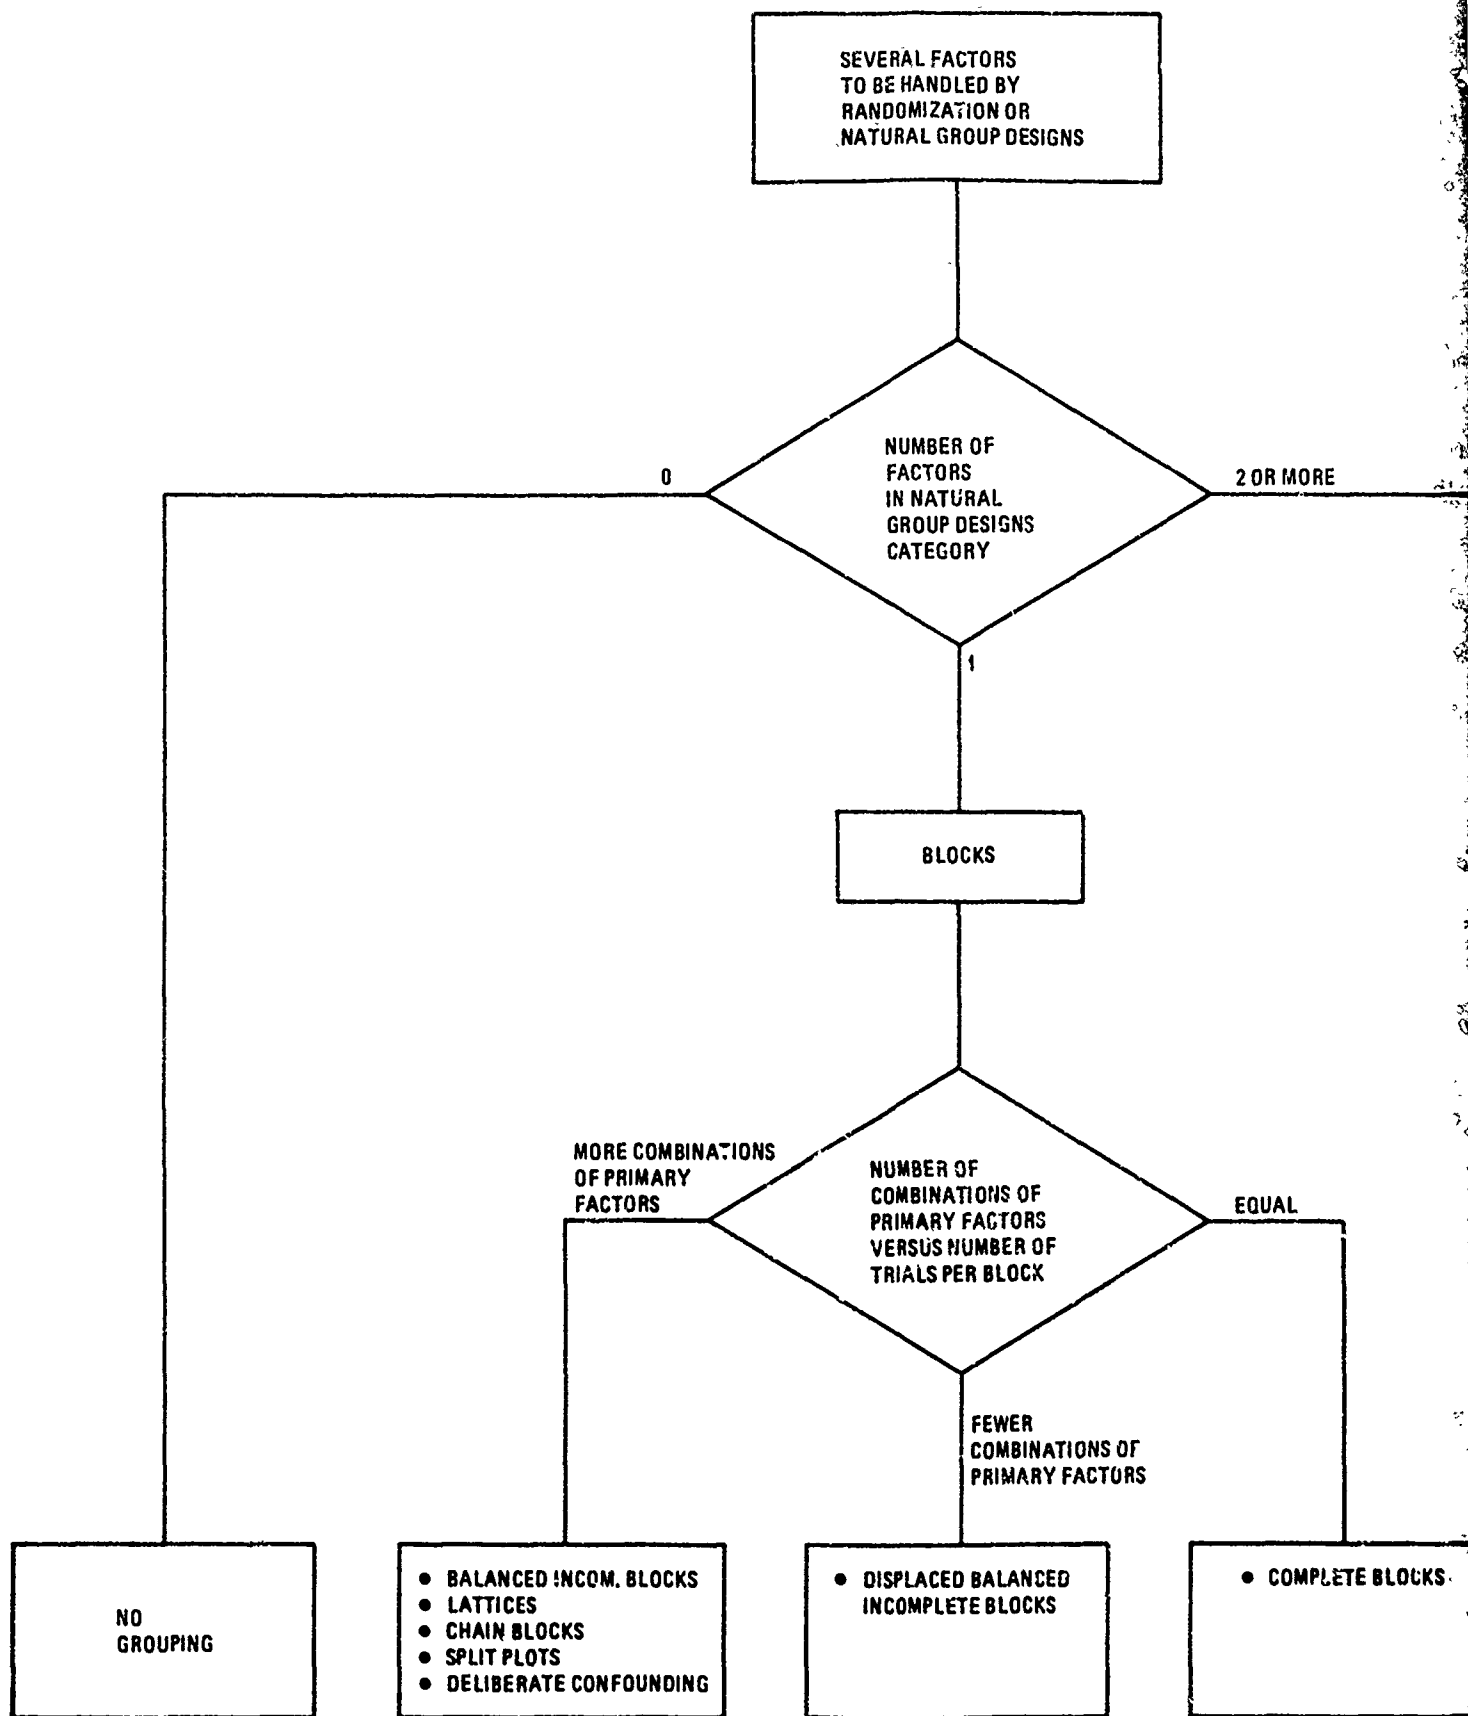 SEVERAL FACTORS
TO BE HANDLED BY
RANDOMIZATION OR
NATURAL GROUP DESIGNS
NUMBER OF
FACTORS
IN NATURAL
GROUP DESIGNS
CATEGORY
0
2 OR MORE
1
BLOCKS
MORE COMBINATIONS
OF PRIMARY
FACTORS
NUMBER OF
COMBINATIONS OF
PRIMARY FACTORS
VERSUS NUMBER OF
TRIALS PER BLOCK
EQUAL
FEWER
COMBINATIONS OF
PRIMARY FACTORS
NO
GROUPING
• BALANCED INCOM. BLOCKS
• LATTICES
• CHAIN BLOCKS
• SPLIT PLOTS
• DELIBERATE CONFOUNDING
• DISPLACED BALANCED
INCOMPLETE BLOCKS
• COMPLETE BLOCKS